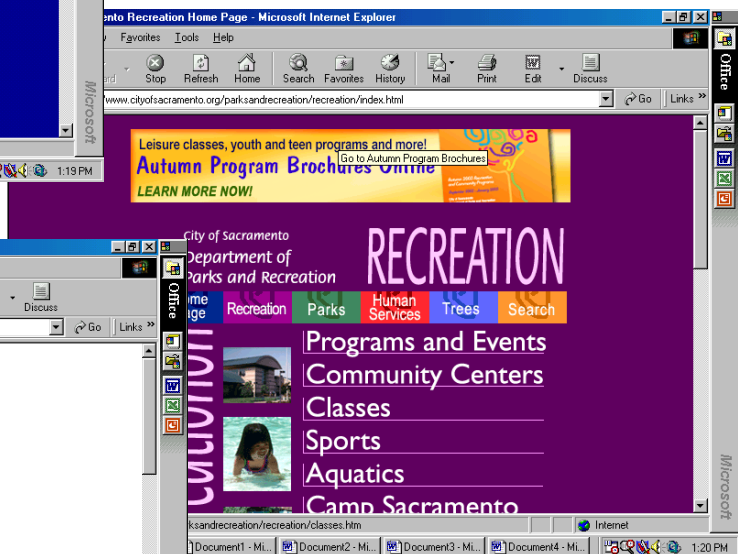 ento Recreation Home Page - Microsoft Internet Explorer
Favorites Tools Help
Stop Refresh Home Search Favorites History Mail Print Edit Discuss
/www.cityofsacramento.org/parksandrecreation/recreation/index.html Go Links »
Office
Microsoft
1:19 PM
Leisure classes, youth and teen programs and more!
Autumn Program Brochures Online
Go to Autumn Program Brochures
LEARN MORE NOW!
City of Sacramento
Department of
Parks and Recreation
RECREATION
ome
age
Recreation
Parks
Human
Services
Trees
Search
Discuss
Go Links »
Office
Programs and Events
Community Centers
Classes
Sports
Aquatics
Camp Sacramento
Microsoft
ksandrecreation/recreation/classes.htm
Internet
Document1 - Mi... Document2 - Mi... Document3 - Mi... Document4 - Mi... 1:20 PM